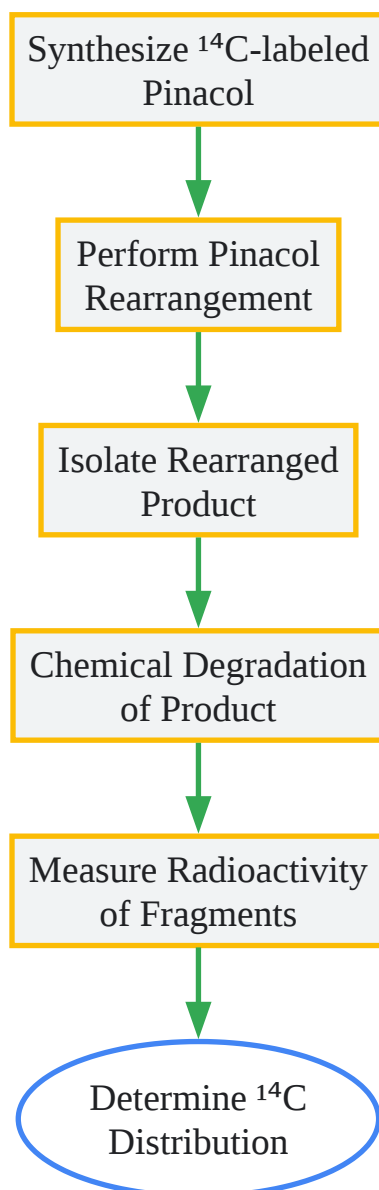 Synthesize ¹⁴C-labeled
Pinacol
Perform Pinacol
Rearrangement
Isolate Rearranged
Product
Chemical Degradation
of Product
Measure Radioactivity
of Fragments
Determine ¹⁴C
Distribution